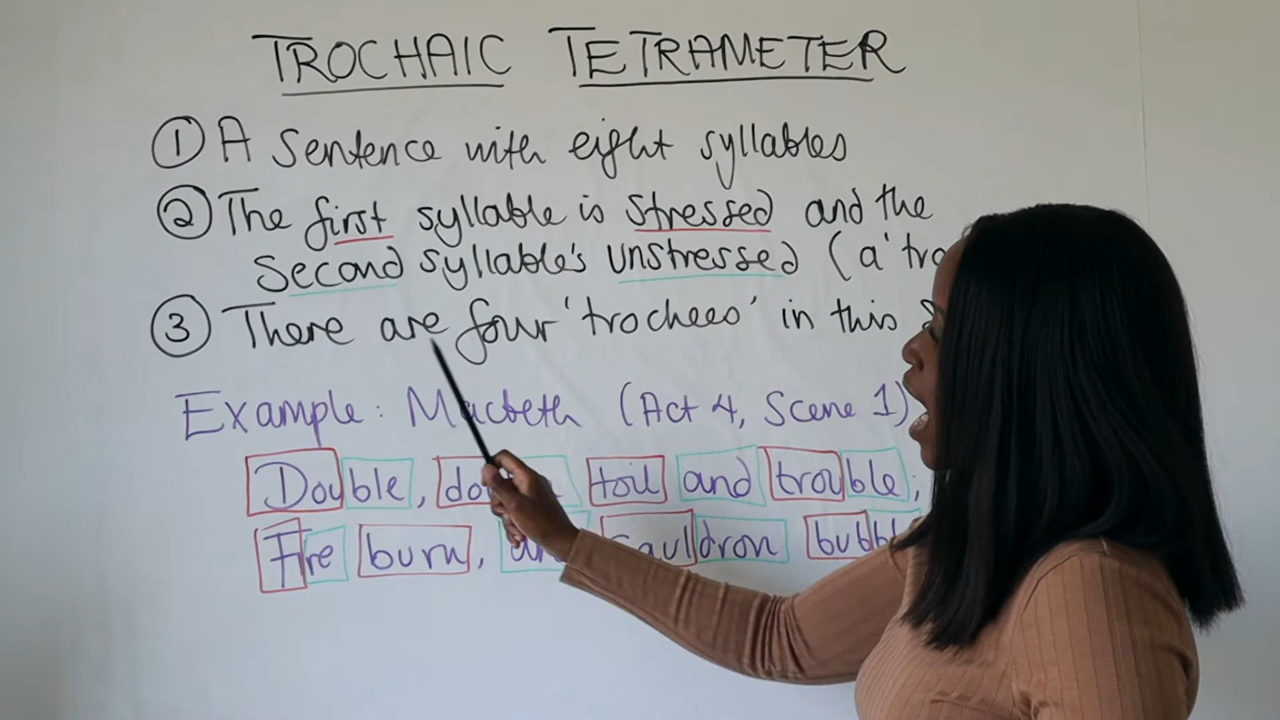 TROCHAIC TETRAMETER
① A Sentence with eight syllables
② The first syllable is stressed and the
Second syllable's unstressed (a 'tro
③ There are four 'trochees' in this
Example: Macbeth (Act 4, Scene 1)
Double, do toil and trouble;
Fire burn, cauldron bubb